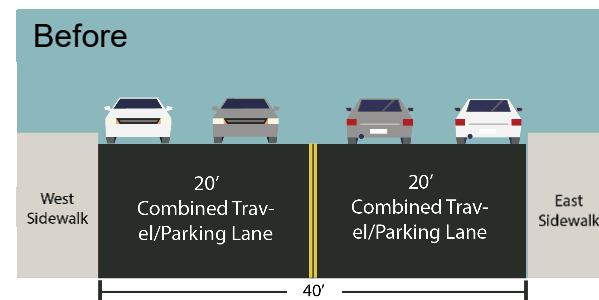 Before
West
Sidewalk
20'
Combined Trav-
el/Parking Lane
20'
Combined Trav-
el/Parking Lane
East
Sidewalk
40'